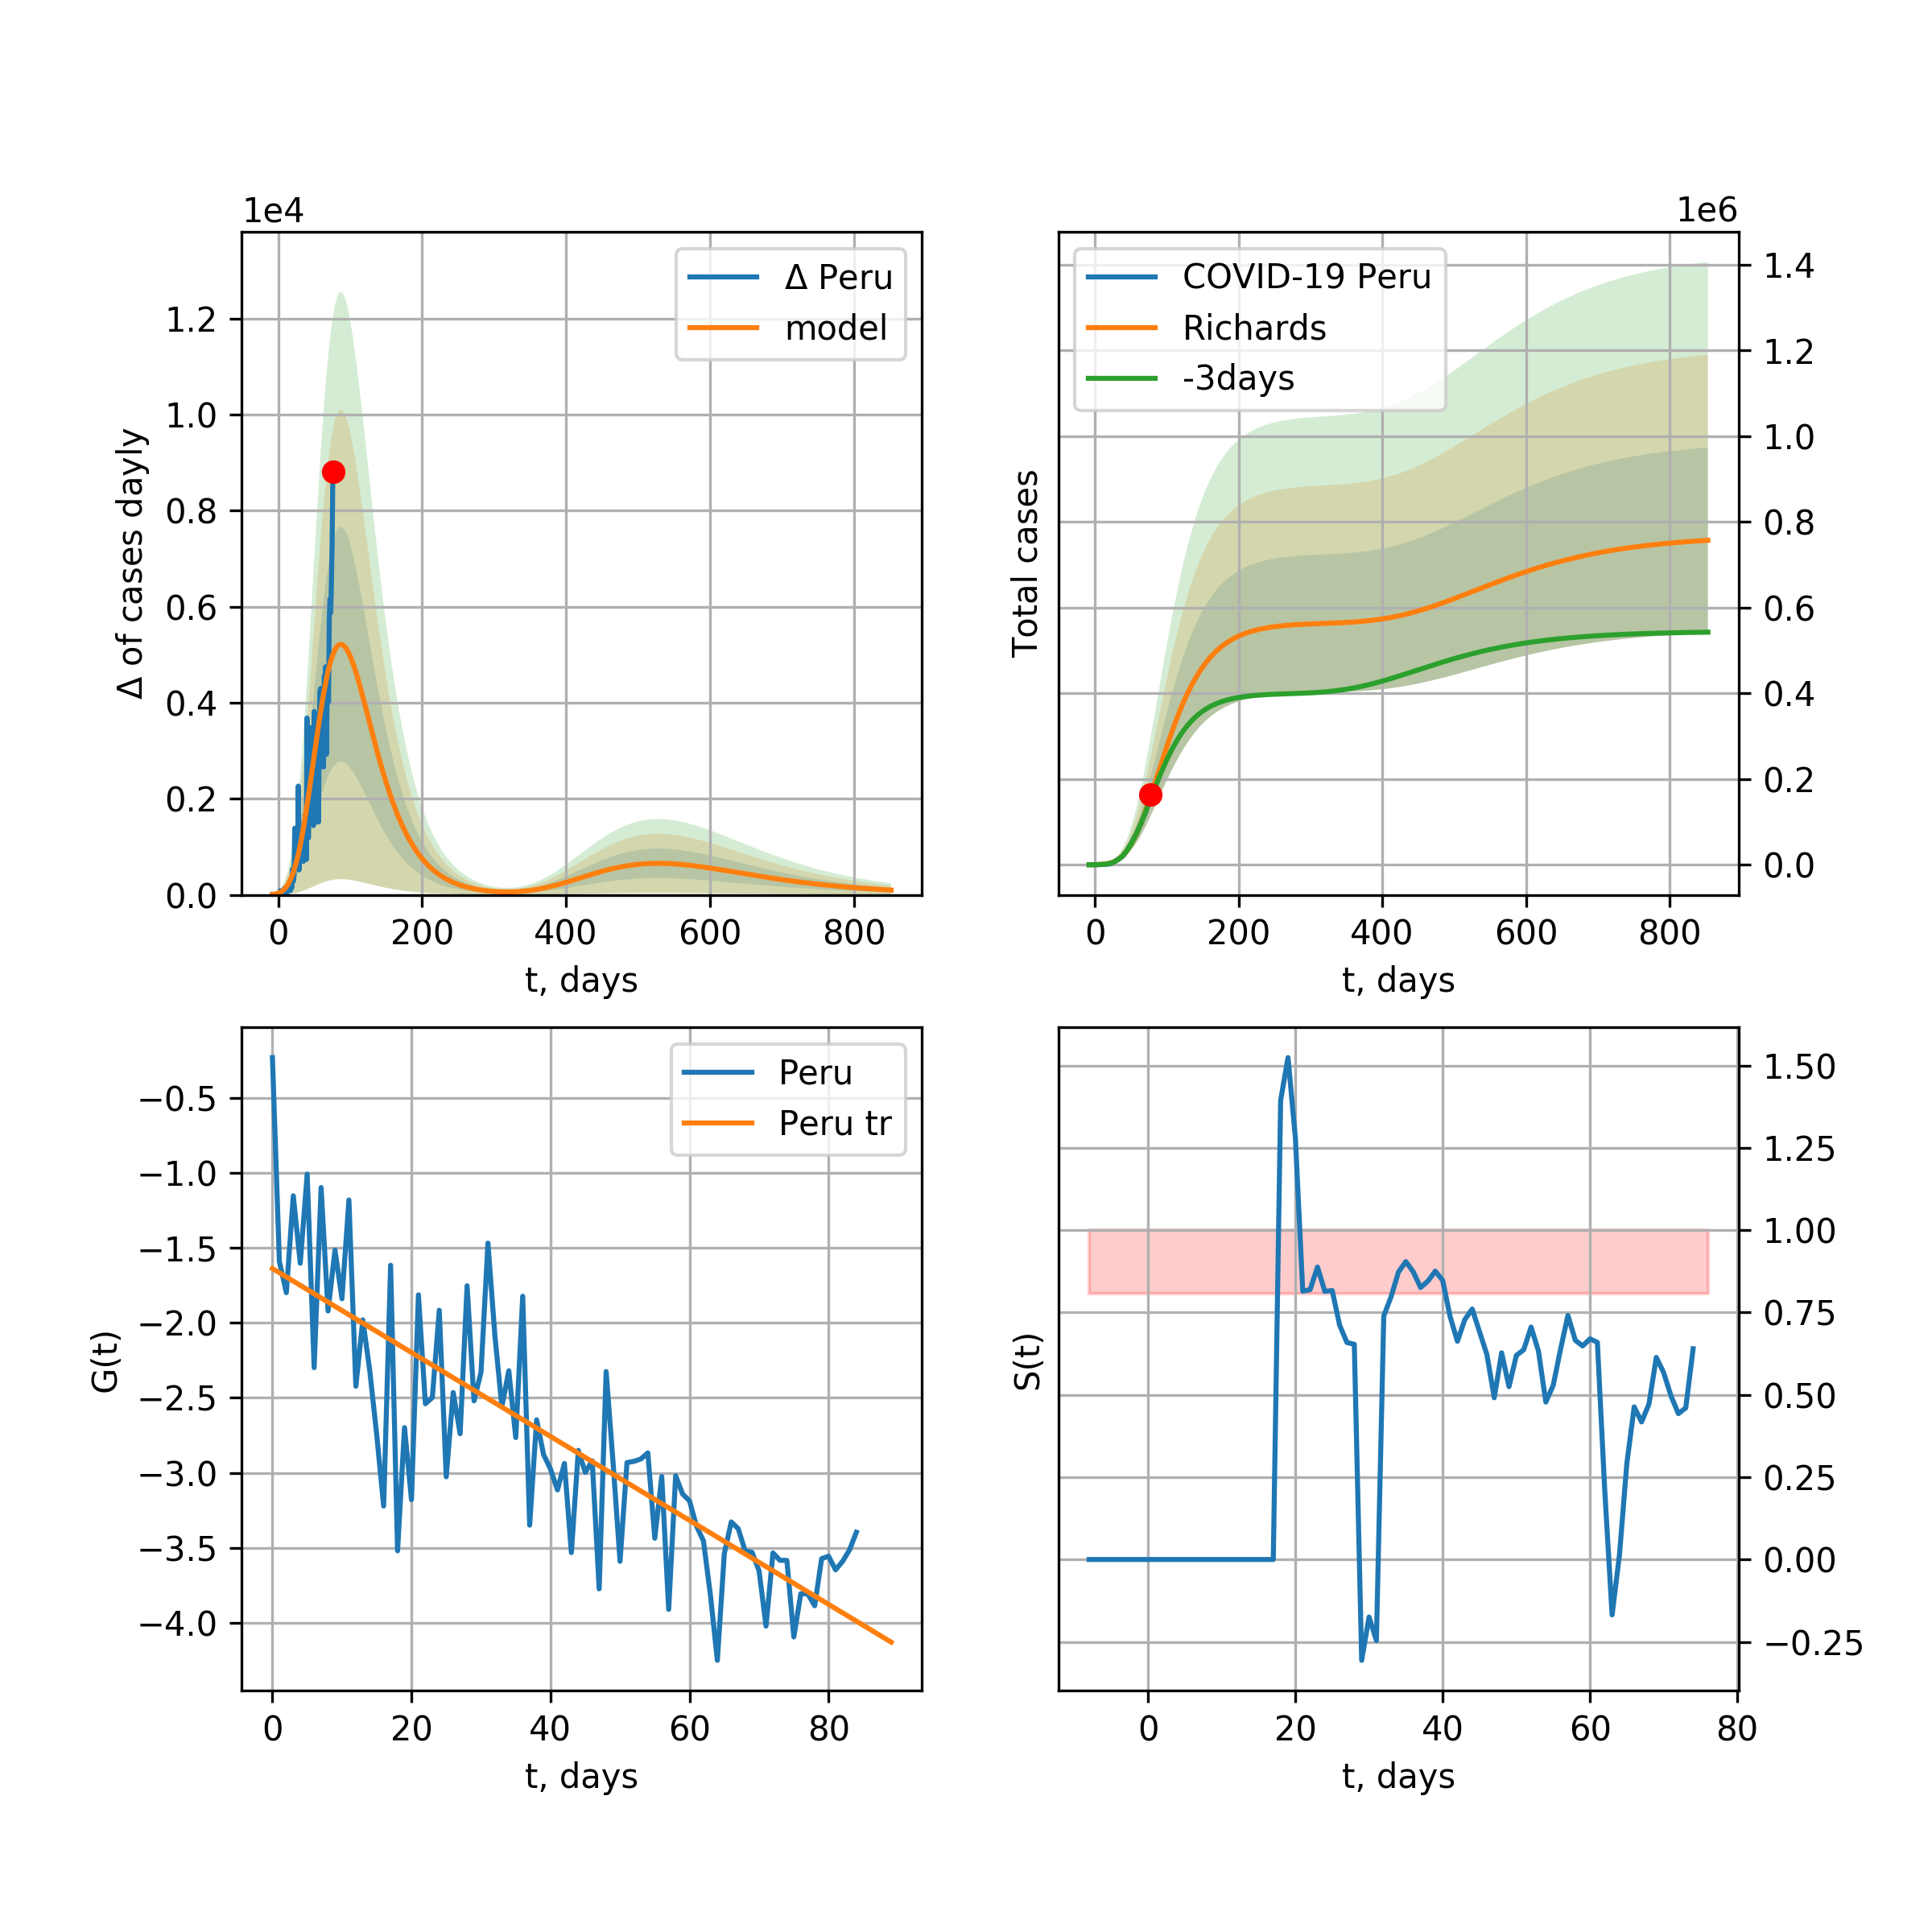 1e4
Δ of cases dayly
1.2
1.0
0.8
0.6
0.4
0.2
0.0
Δ Peru
model
0 200 400 600 800
t, days
1e6
Total cases
COVID-19 Peru
Richards
-3days
1.4
1.2
1.0
0.8
0.6
0.4
0.2
0.0
0 200 400 600 800
t, days
G(t)
−0.5
−1.0
−1.5
−2.0
−2.5
−3.0
−3.5
−4.0
Peru
Peru tr
0 20 40 60 80
t, days
S(t)
1.50
1.25
1.00
0.75
0.50
0.25
0.00
−0.25
0 20 40 60 80
t, days